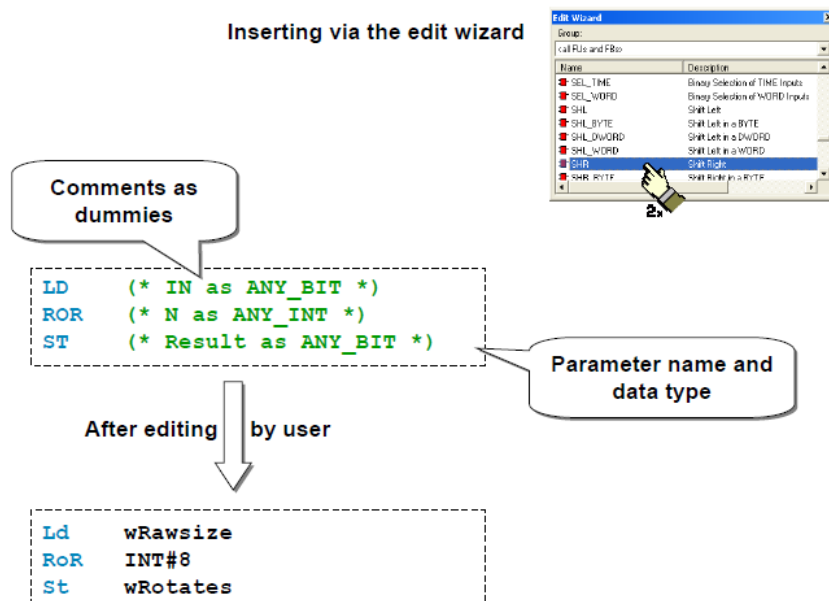 Inserting via the edit wizard
Edit Wizard
Group:
<all FUs and FBs>
Name Description
SEL_TIME Binary Selection of TIME Inputs
SEL_WORD Binary Selection of WORD Inputs
SHL Shift Left
SHL_BYTE Shift Left in a BYTE
SHL_DWORD Shift Left in a DWORD
SHL_WORD Shift Left in a WORD
SHR Shift Right
SHR_BYTE Shift Right in a BYTE
2x
Comments as
dummies
LD (* IN as ANY_BIT *)
ROR (* N as ANY_INT *)
ST (* Result as ANY_BIT *)
Parameter name and
data type
After editing by user
Ld wRawsize
RoR INT#8
St wRotates